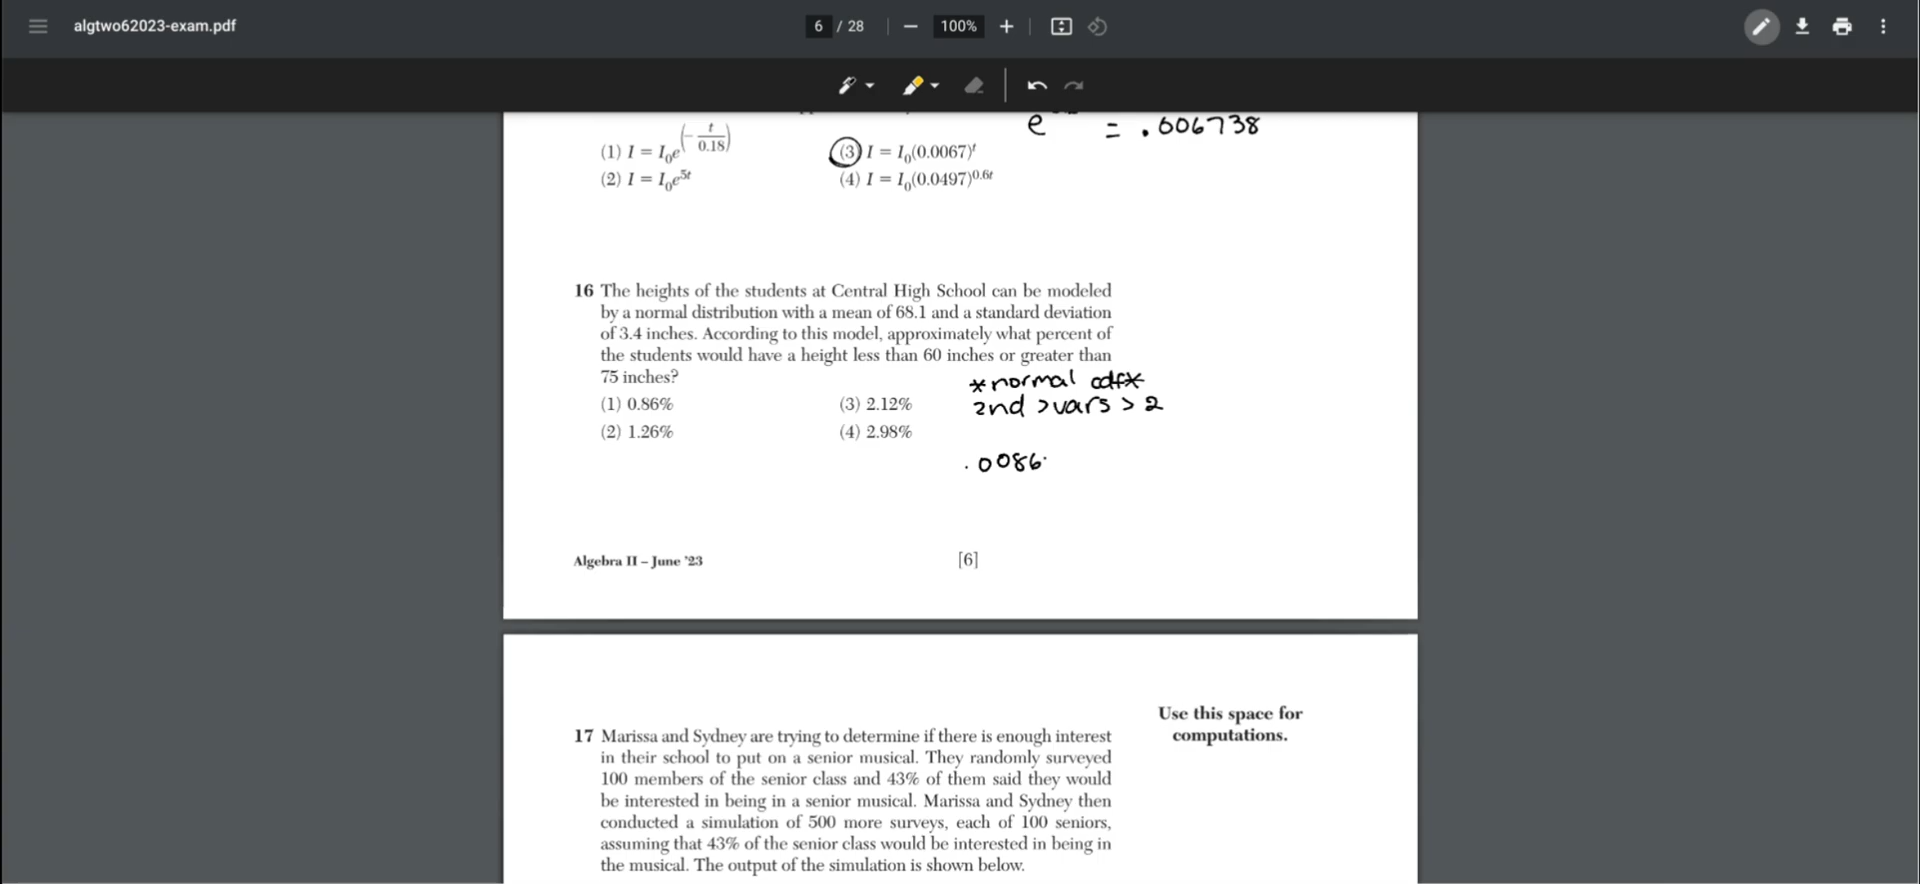 algtwo62023-exam.pdf
6 / 28
100%
e = .006738
(1) I = I₀e^(−t/0.18)
(3) I = I₀(0.0067)^t
(2) I = I₀e^5t
(4) I = I₀(0.0497)^0.6t
16 The heights of the students at Central High School can be modeled
by a normal distribution with a mean of 68.1 and a standard deviation
of 3.4 inches. According to this model, approximately what percent of
the students would have a height less than 60 inches or greater than
75 inches?
*normal cdf*
2nd >vars > 2
(1) 0.86%
(3) 2.12%
(2) 1.26%
(4) 2.98%
.0086
Algebra II – June ’23
[6]
Use this space for
computations.
17 Marissa and Sydney are trying to determine if there is enough interest
in their school to put on a senior musical. They randomly surveyed
100 members of the senior class and 43% of them said they would
be interested in being in a senior musical. Marissa and Sydney then
conducted a simulation of 500 more surveys, each of 100 seniors,
assuming that 43% of the senior class would be interested in being in
the musical. The output of the simulation is shown below.